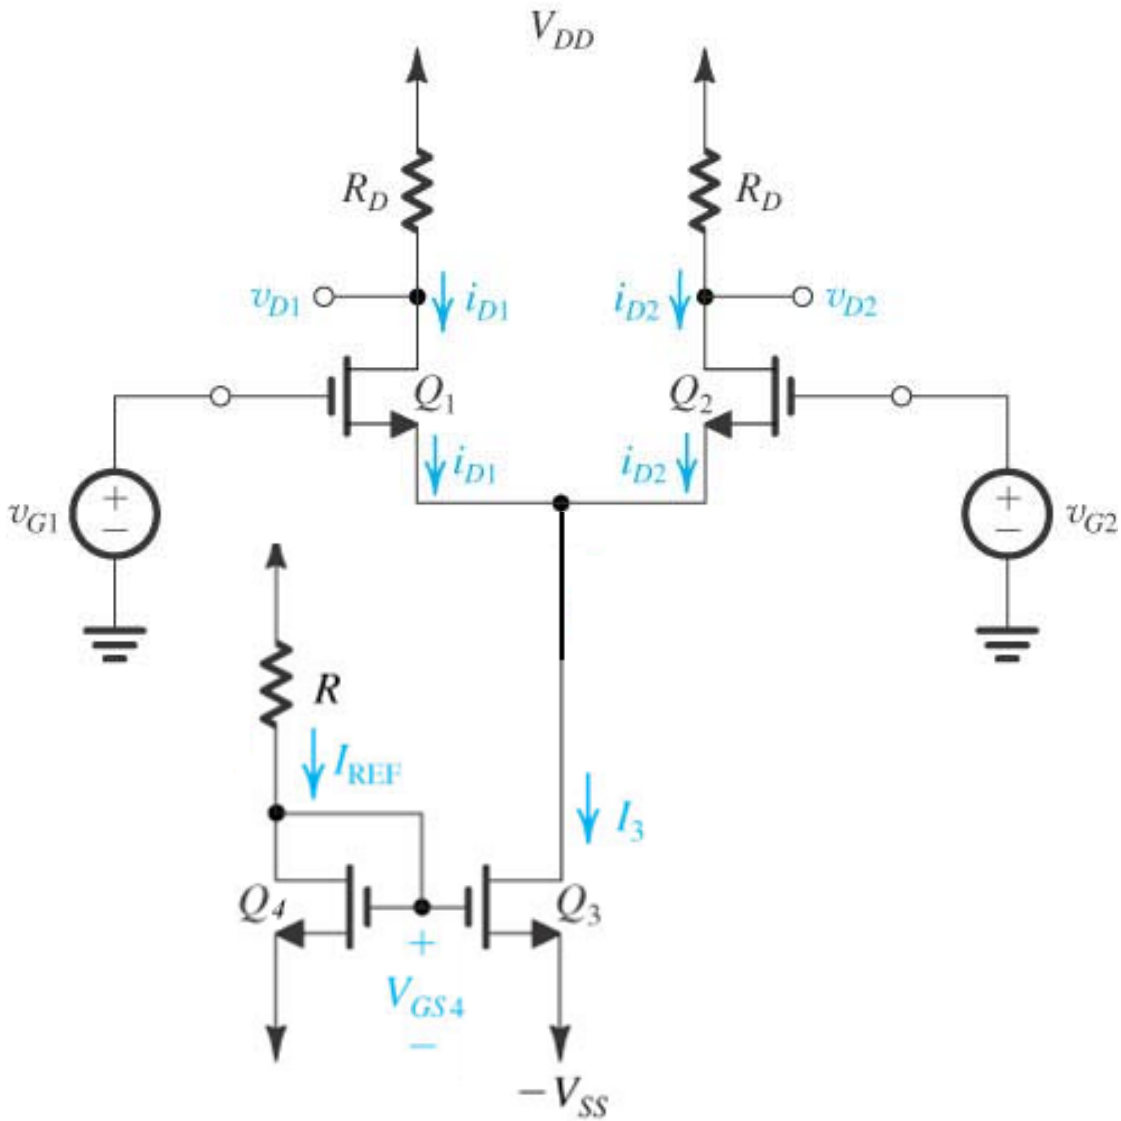 V_DD
R_D R_D
v_D1 i_D1 i_D2 v_D2
Q_1 Q_2
i_D1 i_D2
v_G1 + − + − v_G2
R
I_REF
I_3
Q_4 Q_3
+
V_GS4
−
−V_SS